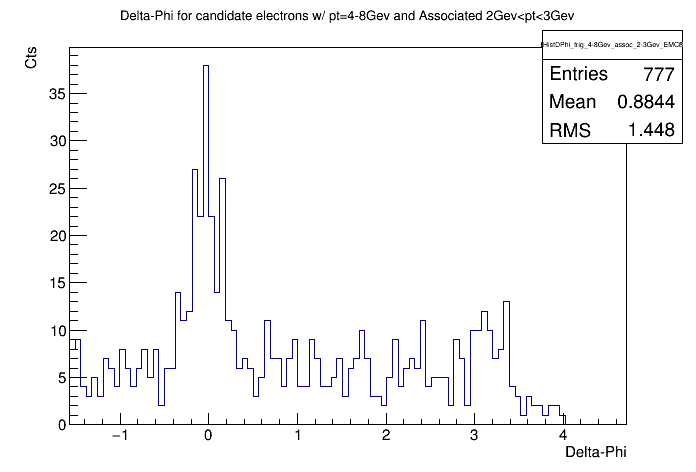 Delta-Phi for candidate electrons w/ pt=4-8Gev and Associated 2Gev<pt<3Gev
HistDPhi_trig_4-8Gev_assoc_2-3Gev_EMC8
Entries 777
Mean 0.8844
RMS 1.448
Cts
35
30
25
20
15
10
5
0
−1 0 1 2 3 4
Delta-Phi